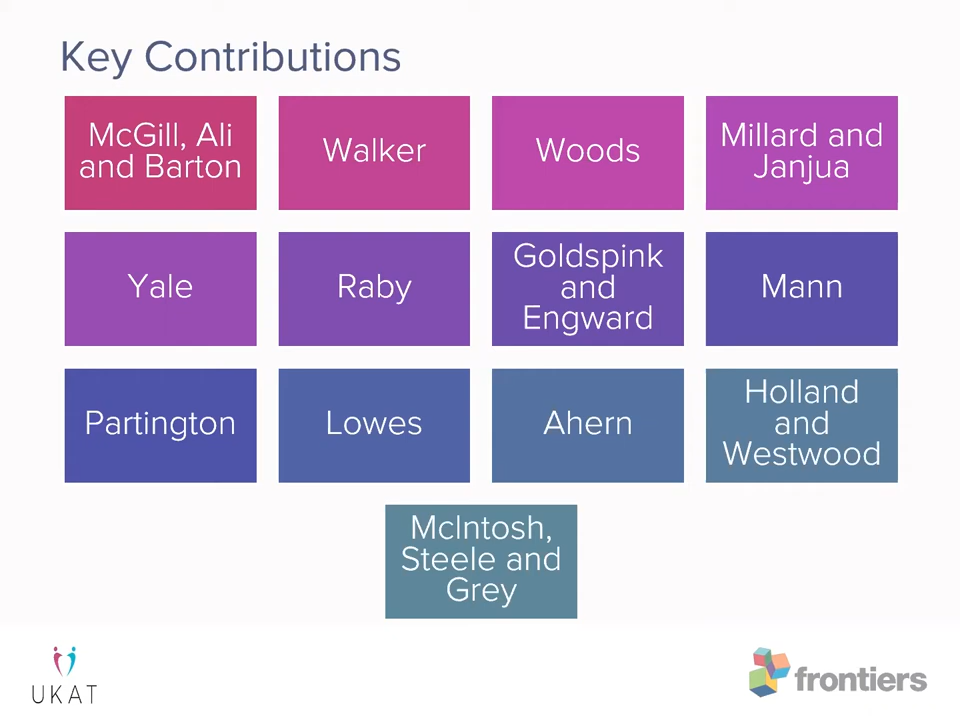 Key Contributions
McGill, Ali
and Barton
Walker
Woods
Millard and
Janjua
Yale
Raby
Goldspink
and
Engward
Mann
Partington
Lowes
Ahern
Holland
and
Westwood
McIntosh,
Steele and
Grey
UKAT
frontiers